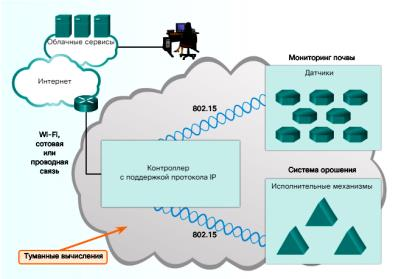 Облачные сервисы
Интернет
Мониторинг почвы
Датчики
802.15
Wi-Fi,
сотовая
или
проводная
связь
Контроллер
с поддержкой протокола IP
Система орошения
Исполнительные механизмы
802.15
Туманные вычисления